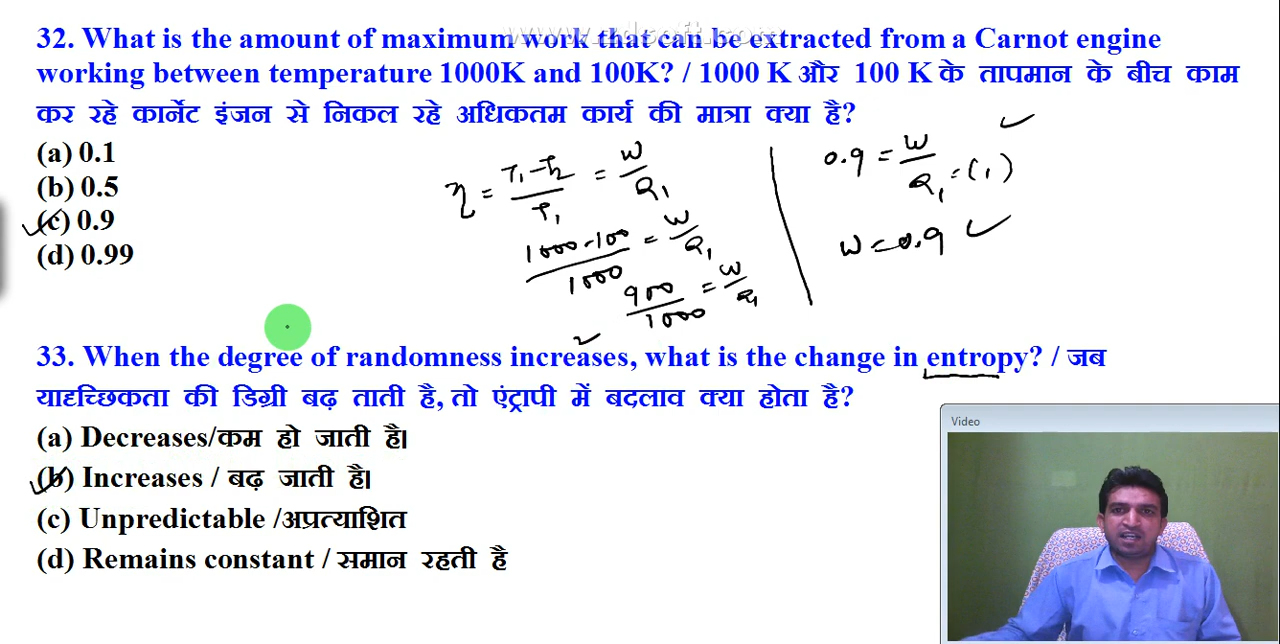 32. What is the amount of maximum work that can be extracted from a Carnot engine
working between temperature 1000K and 100K? / 1000 K और 100 K के तापमान के बीच काम
कर रहे कार्नेट इंजन से निकल रहे अधिकतम कार्य की मात्रा क्या है?
(a) 0.1
(b) 0.5
(c) 0.9
(d) 0.99
η = T₁-T₂/T₁ = W/Q₁
1000-100/1000 = W/Q₁
900/1000 = W/Q₁
0.9 = W/Q₁=(1)
W = 0.9
33. When the degree of randomness increases, what is the change in entropy? / जब
यादृच्छिकता की डिग्री बढ़ ताती है, तो एंट्रापी में बदलाव क्या होता है?
(a) Decreases/कम हो जाती है।
(b) Increases / बढ़ जाती है।
(c) Unpredictable /अप्रत्याशित
(d) Remains constant / समान रहती है
Video